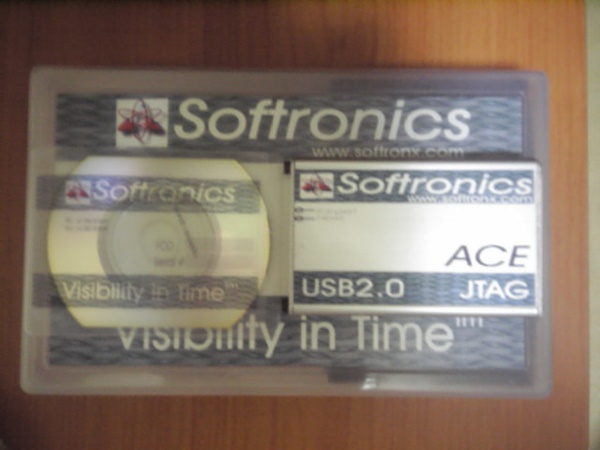 Softronics
www.softronx.com
Softronics
Visibility in Time™
Softronics
www.softronx.com
ACE
USB2.0
JTAG
Visibility in Time™